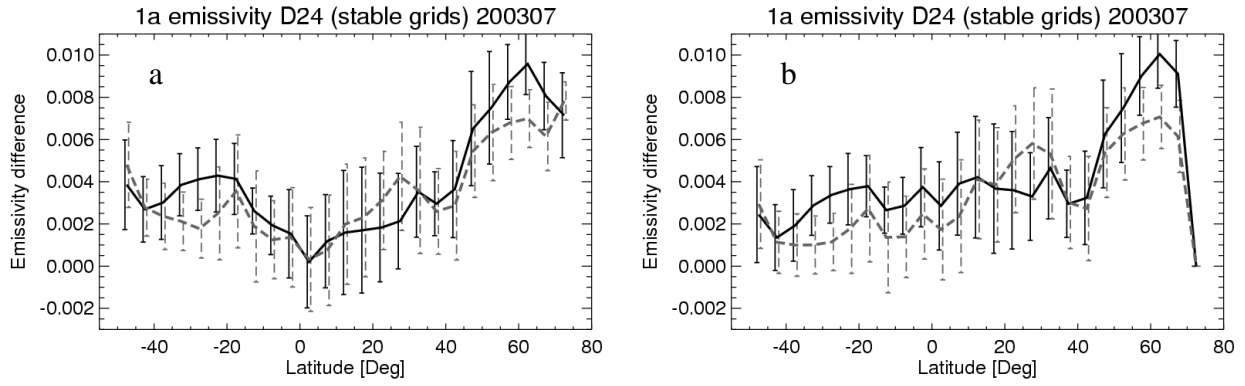 1a emissivity D24 (stable grids) 200307
a
Emissivity difference
0.010
0.008
0.006
0.004
0.002
0.000
-0.002
-40 -20 0 20 40 60 80
Latitude [Deg]
1a emissivity D24 (stable grids) 200307
b
Emissivity difference
0.010
0.008
0.006
0.004
0.002
0.000
-0.002
-40 -20 0 20 40 60 80
Latitude [Deg]